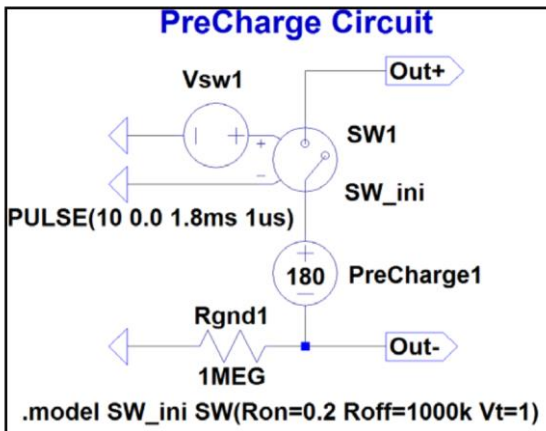 PreCharge Circuit
Vsw1
Out+
SW1
SW_ini
PULSE(10 0.0 1.8ms 1us)
180
PreCharge1
Rgnd1
Out-
1MEG
.model SW_ini SW(Ron=0.2 Roff=1000k Vt=1)